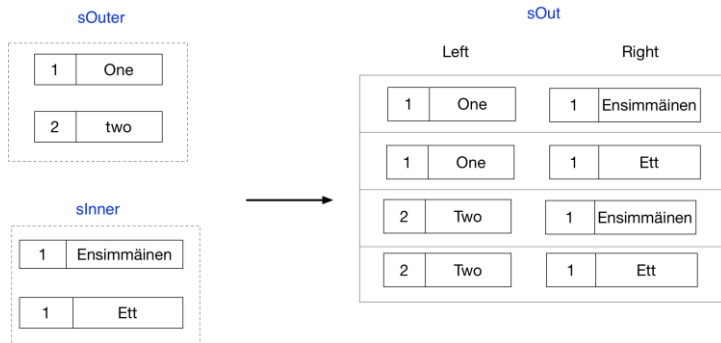 sOuter
1 One
2 two
sInner
1 Ensimmäinen
1 Ett
sOut
Left Right
1 One 1 Ensimmäinen
1 One 1 Ett
2 Two 1 Ensimmäinen
2 Two 1 Ett